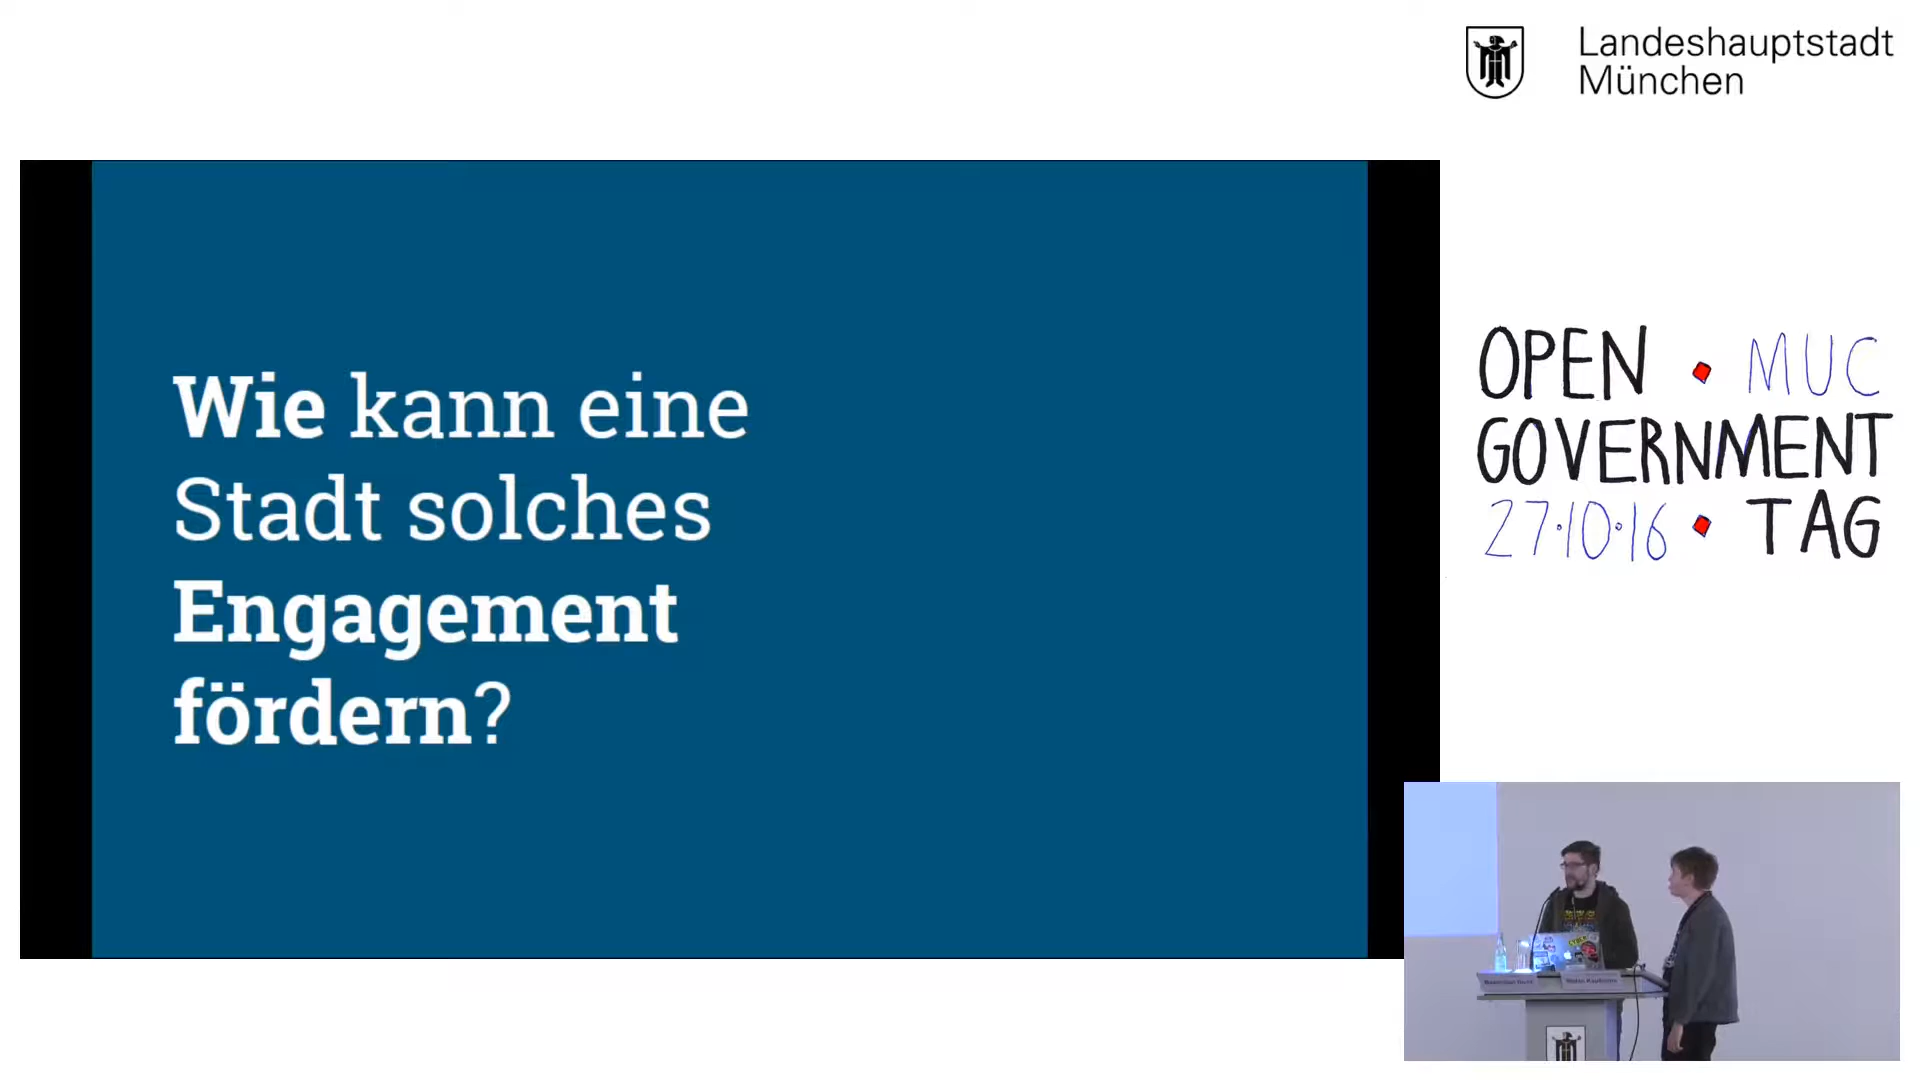 Landeshauptstadt
München
Wie kann eine
Stadt solches
Engagement
fördern?
OPEN • MUC
GOVERNMENT
27.10.16 • TAG